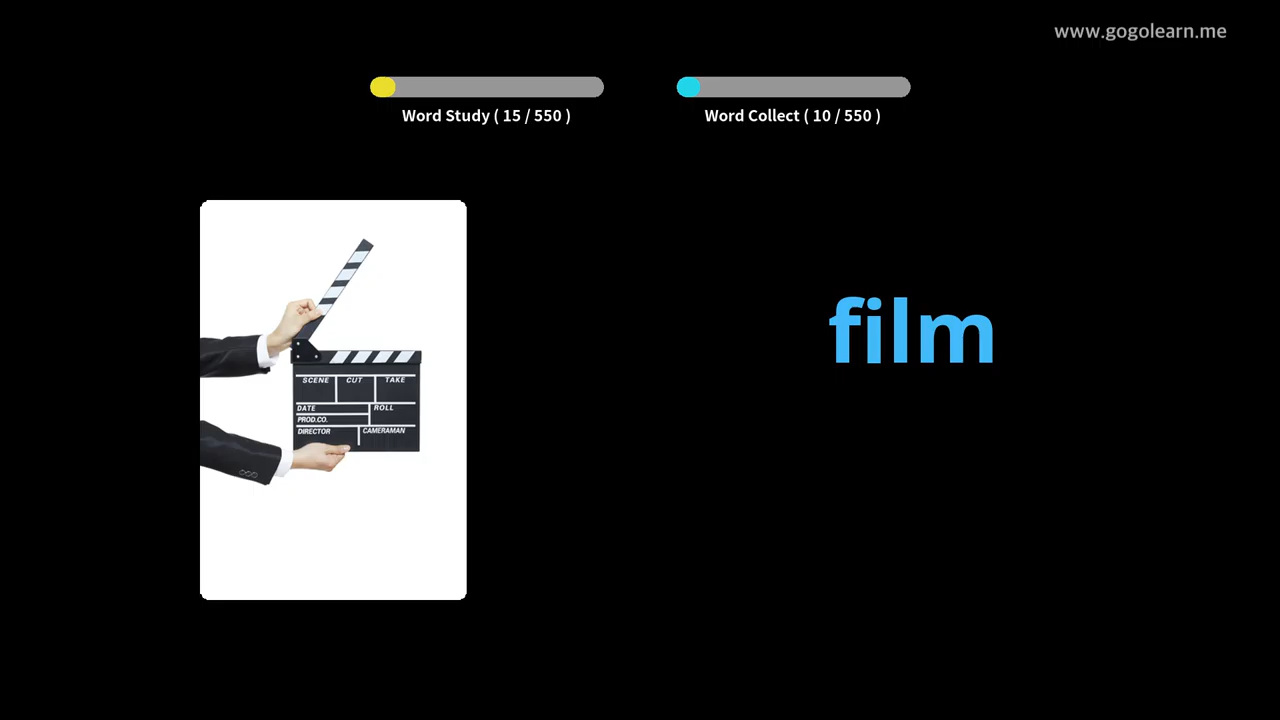 www.gogolearn.me
Word Study ( 15 / 550 )
Word Collect ( 10 / 550 )
film
SCENE CUT TAKE
DATE ROLL
PROD.CO.
DIRECTOR CAMERAMAN